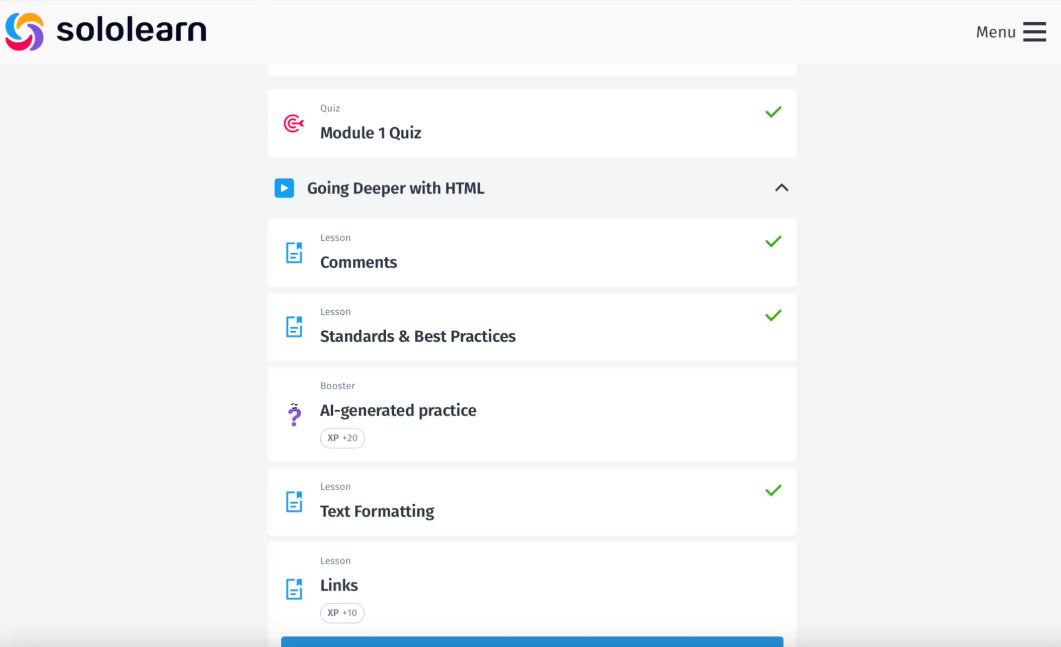 sololearn
Menu
Quiz
Module 1 Quiz
Going Deeper with HTML
Lesson
Comments
Lesson
Standards & Best Practices
Booster
AI-generated practice
XP +20
Lesson
Text Formatting
Lesson
Links
XP +10